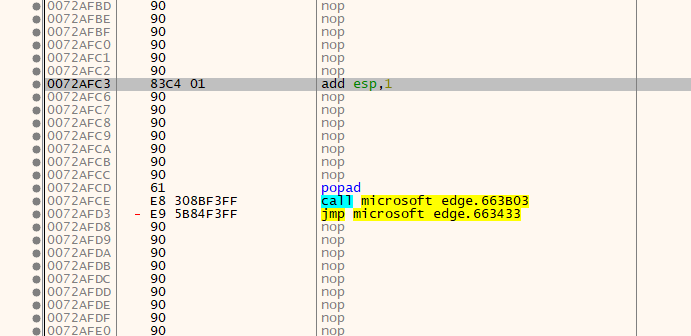 0072AFBD 90 nop
0072AFBE 90 nop
0072AFBF 90 nop
0072AFC0 90 nop
0072AFC1 90 nop
0072AFC2 90 nop
0072AFC3 83C4 01 add esp,1
0072AFC6 90 nop
0072AFC7 90 nop
0072AFC8 90 nop
0072AFC9 90 nop
0072AFCA 90 nop
0072AFCB 90 nop
0072AFCC 90 nop
0072AFCD 61 popad
0072AFCE E8 308BF3FF call microsoft edge.663B03
0072AFD3 - E9 5B84F3FF jmp microsoft edge.663433
0072AFD8 90 nop
0072AFD9 90 nop
0072AFDA 90 nop
0072AFDB 90 nop
0072AFDC 90 nop
0072AFDD 90 nop
0072AFDE 90 nop
0072AFDF 90 nop
0072AFE0 90 nop